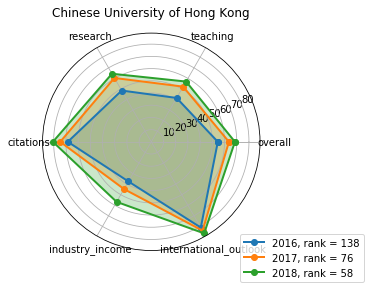 Chinese University of Hong Kong
research
teaching
10 20 30 40 50 60 70 80
citations
overall
industry_income
international_outlook
2016, rank = 138
2017, rank = 76
2018, rank = 58